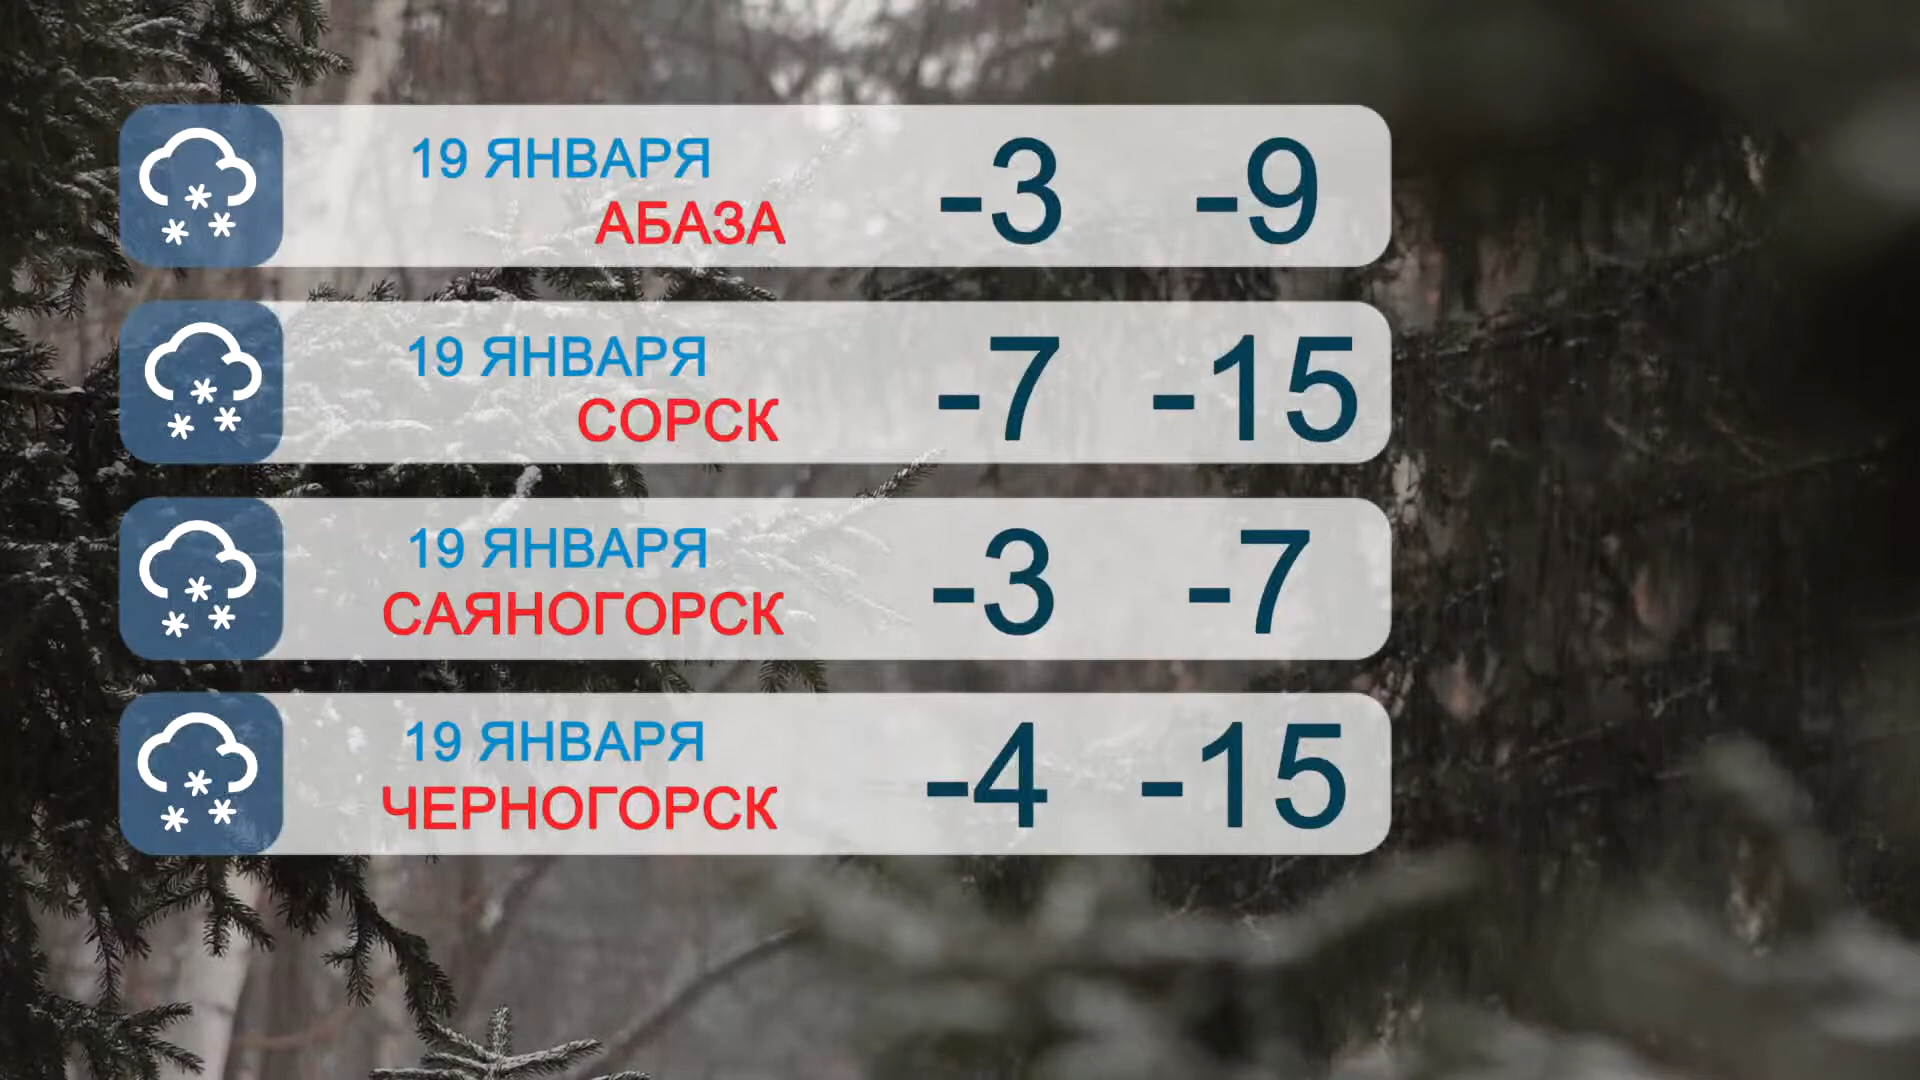 19 ЯНВАРЯ
АБАЗА
-3 -9
19 ЯНВАРЯ
СОРСК
-7 -15
19 ЯНВАРЯ
САЯНОГОРСК
-3 -7
19 ЯНВАРЯ
ЧЕРНОГОРСК
-4 -15